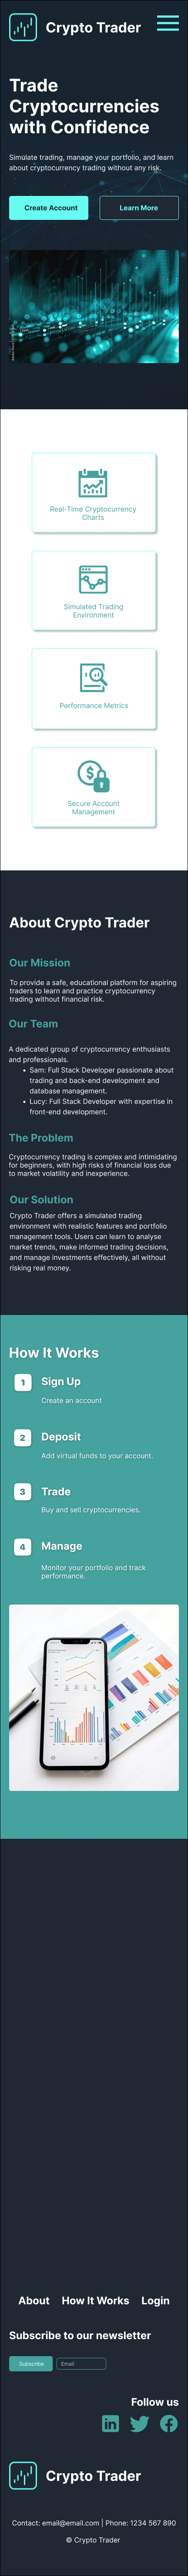 Crypto Trader
Trade
Cryptocurrencies
with Confidence
Simulate trading, manage your portfolio, and learn
about cryptocurrency trading without any risk.
Create Account
Learn More
Real-Time Cryptocurrency
Charts
Simulated Trading
Environment
Performance Metrics
Secure Account
Management
About Crypto Trader
Our Mission
To provide a safe, educational platform for aspiring
traders to learn and practice cryptocurrency
trading without financial risk.
Our Team
A dedicated group of cryptocurrency enthusiasts
and professionals.
• Sam: Full Stack Developer passionate about
trading and back-end development and
database management.
• Lucy: Full Stack Developer with expertise in
front-end development.
The Problem
Cryptocurrency trading is complex and intimidating
for beginners, with high risks of financial loss due
to market volatility and inexperience.
Our Solution
Crypto Trader offers a simulated trading
environment with realistic features and portfolio
management tools. Users can learn to analyse
market trends, make informed trading decisions,
and manage investments effectively, all without
risking real money.
How It Works
1 Sign Up
Create an account
2 Deposit
Add virtual funds to your account.
3 Trade
Buy and sell cryptocurrencies.
4 Manage
Monitor your portfolio and track
performance.
About How It Works Login
Subscribe to our newsletter
Subscribe Email
Follow us
Crypto Trader
Contact: email@email.com | Phone: 1234 567 890
© Crypto Trader